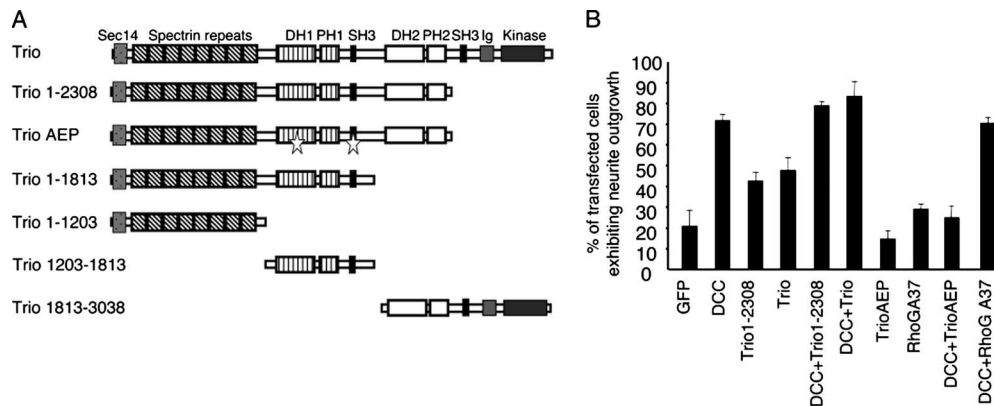 A
Sec14 Spectrin repeats DH1 PH1 SH3 DH2 PH2 SH3 Ig Kinase
Trio
Trio 1-2308
Trio AEP
Trio 1-1813
Trio 1-1203
Trio 1203-1813
Trio 1813-3038
B
% of transfected cells
exhibiting neurite outgrowth
100
90
80
70
60
50
40
30
20
10
0
GFP
DCC
Trio1-2308
Trio
DCC+Trio1-2308
DCC+Trio
TrioAEP
RhoGA37
DCC+TrioAEP
DCC+RhoG A37